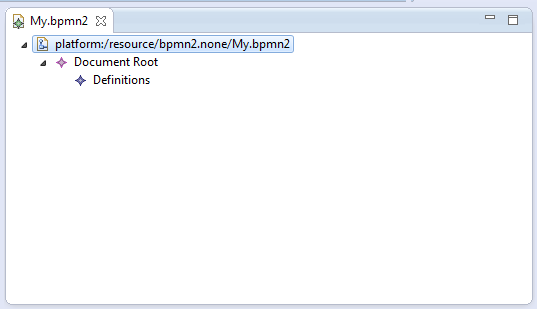 My.bpmn2
platform:/resource/bpmn2.none/My.bpmn2
Document Root
Definitions